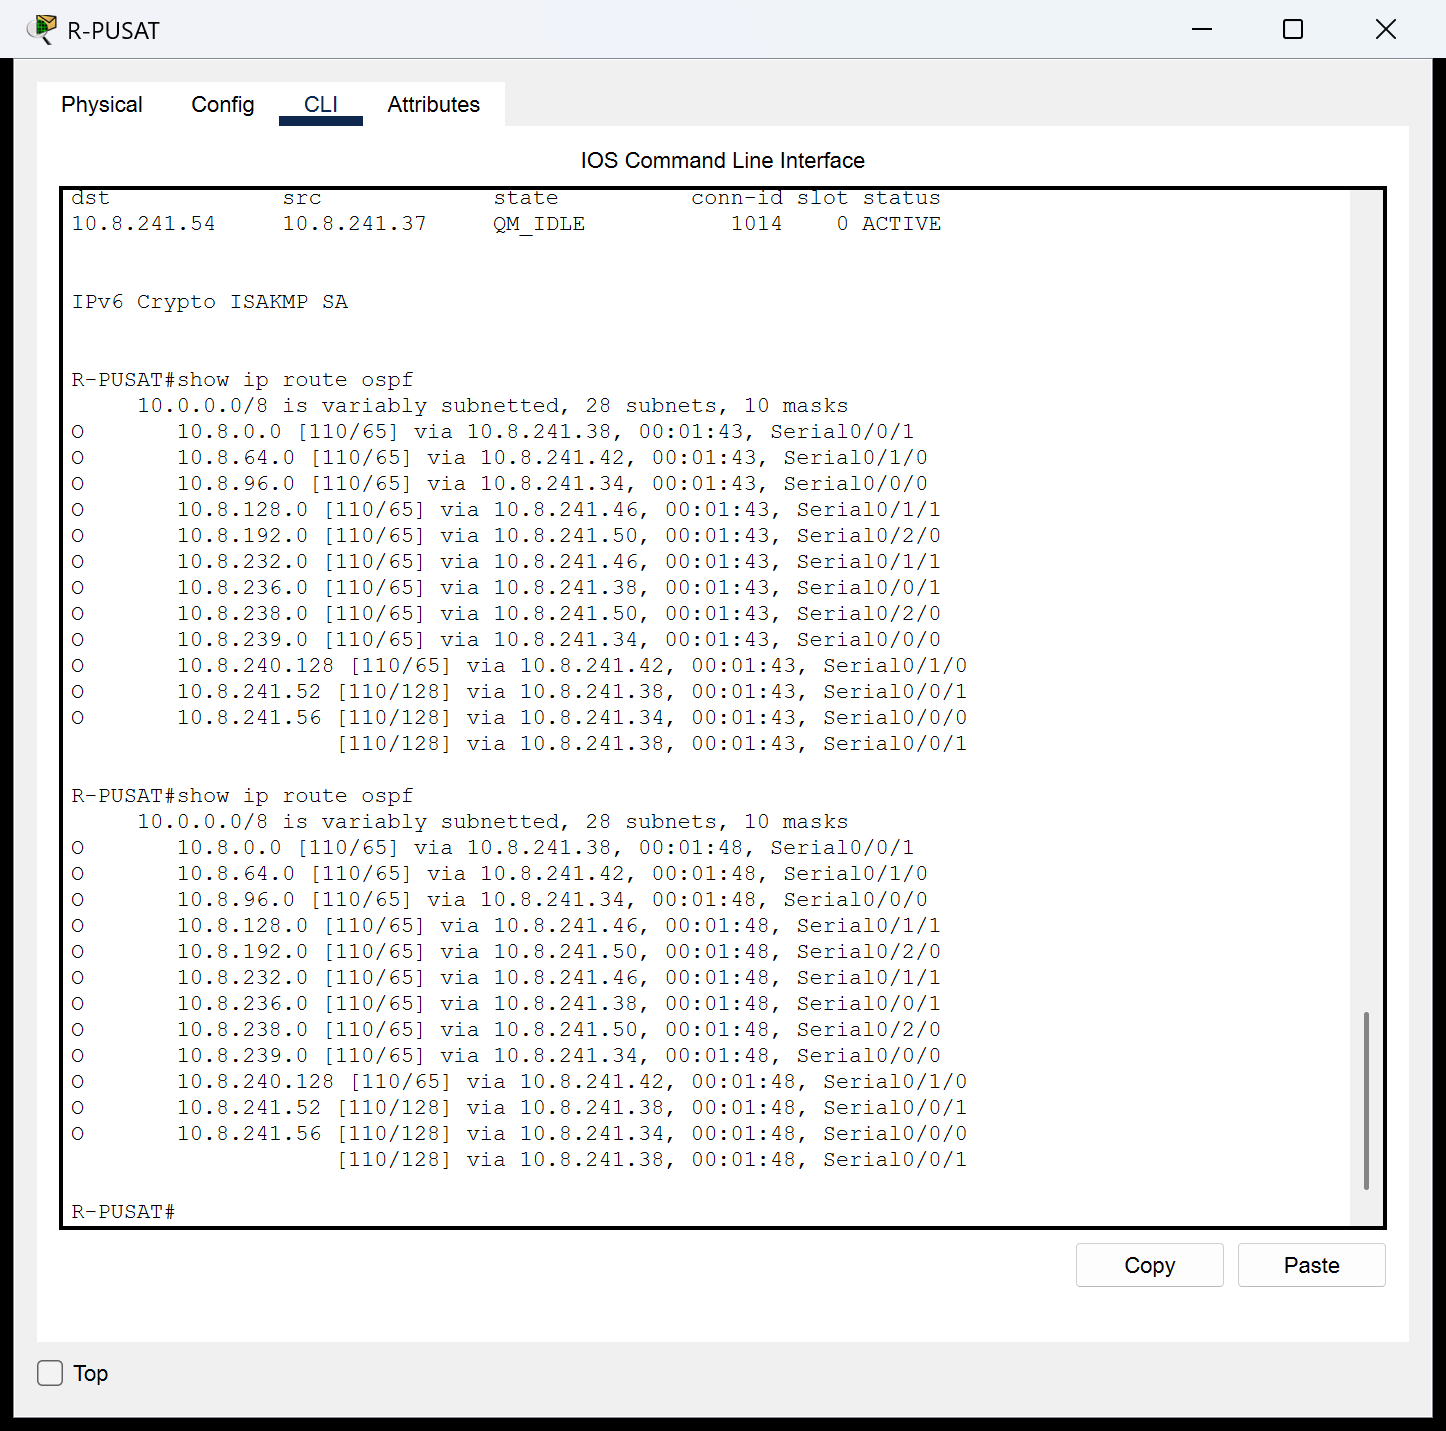 R-PUSAT
Physical Config CLI Attributes
IOS Command Line Interface
dst             src             state          conn-id slot status
10.8.241.54     10.8.241.37     QM_IDLE           1014    0 ACTIVE
IPv6 Crypto ISAKMP SA
R-PUSAT#show ip route ospf
     10.0.0.0/8 is variably subnetted, 28 subnets, 10 masks
O       10.8.0.0 [110/65] via 10.8.241.38, 00:01:43, Serial0/0/1
O       10.8.64.0 [110/65] via 10.8.241.42, 00:01:43, Serial0/1/0
O       10.8.96.0 [110/65] via 10.8.241.34, 00:01:43, Serial0/0/0
O       10.8.128.0 [110/65] via 10.8.241.46, 00:01:43, Serial0/1/1
O       10.8.192.0 [110/65] via 10.8.241.50, 00:01:43, Serial0/2/0
O       10.8.232.0 [110/65] via 10.8.241.46, 00:01:43, Serial0/1/1
O       10.8.236.0 [110/65] via 10.8.241.38, 00:01:43, Serial0/0/1
O       10.8.238.0 [110/65] via 10.8.241.50, 00:01:43, Serial0/2/0
O       10.8.239.0 [110/65] via 10.8.241.34, 00:01:43, Serial0/0/0
O       10.8.240.128 [110/65] via 10.8.241.42, 00:01:43, Serial0/1/0
O       10.8.241.52 [110/128] via 10.8.241.38, 00:01:43, Serial0/0/1
O       10.8.241.56 [110/128] via 10.8.241.34, 00:01:43, Serial0/0/0
                    [110/128] via 10.8.241.38, 00:01:43, Serial0/0/1
R-PUSAT#show ip route ospf
     10.0.0.0/8 is variably subnetted, 28 subnets, 10 masks
O       10.8.0.0 [110/65] via 10.8.241.38, 00:01:48, Serial0/0/1
O       10.8.64.0 [110/65] via 10.8.241.42, 00:01:48, Serial0/1/0
O       10.8.96.0 [110/65] via 10.8.241.34, 00:01:48, Serial0/0/0
O       10.8.128.0 [110/65] via 10.8.241.46, 00:01:48, Serial0/1/1
O       10.8.192.0 [110/65] via 10.8.241.50, 00:01:48, Serial0/2/0
O       10.8.232.0 [110/65] via 10.8.241.46, 00:01:48, Serial0/1/1
O       10.8.236.0 [110/65] via 10.8.241.38, 00:01:48, Serial0/0/1
O       10.8.238.0 [110/65] via 10.8.241.50, 00:01:48, Serial0/2/0
O       10.8.239.0 [110/65] via 10.8.241.34, 00:01:48, Serial0/0/0
O       10.8.240.128 [110/65] via 10.8.241.42, 00:01:48, Serial0/1/0
O       10.8.241.52 [110/128] via 10.8.241.38, 00:01:48, Serial0/0/1
O       10.8.241.56 [110/128] via 10.8.241.34, 00:01:48, Serial0/0/0
                    [110/128] via 10.8.241.38, 00:01:48, Serial0/0/1
R-PUSAT#
Copy Paste
Top